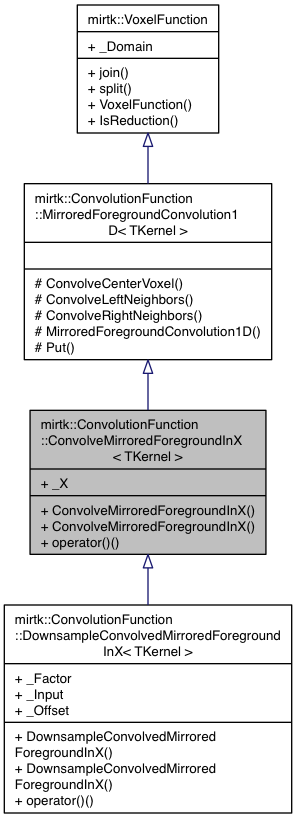 mirtk::VoxelFunction
+ _Domain
+ join()
+ split()
+ VoxelFunction()
+ IsReduction()
mirtk::ConvolutionFunction
::MirroredForegroundConvolution1
D< TKernel >
# ConvolveCenterVoxel()
# ConvolveLeftNeighbors()
# ConvolveRightNeighbors()
# MirroredForegroundConvolution1D()
# Put()
mirtk::ConvolutionFunction
::ConvolveMirroredForegroundInX
< TKernel >
+ _X
+ ConvolveMirroredForegroundInX()
+ ConvolveMirroredForegroundInX()
+ operator()()
mirtk::ConvolutionFunction
::DownsampleConvolvedMirroredForeground
InX< TKernel >
+ _Factor
+ _Input
+ _Offset
+ DownsampleConvolvedMirrored
ForegroundInX()
+ DownsampleConvolvedMirrored
ForegroundInX()
+ operator()()